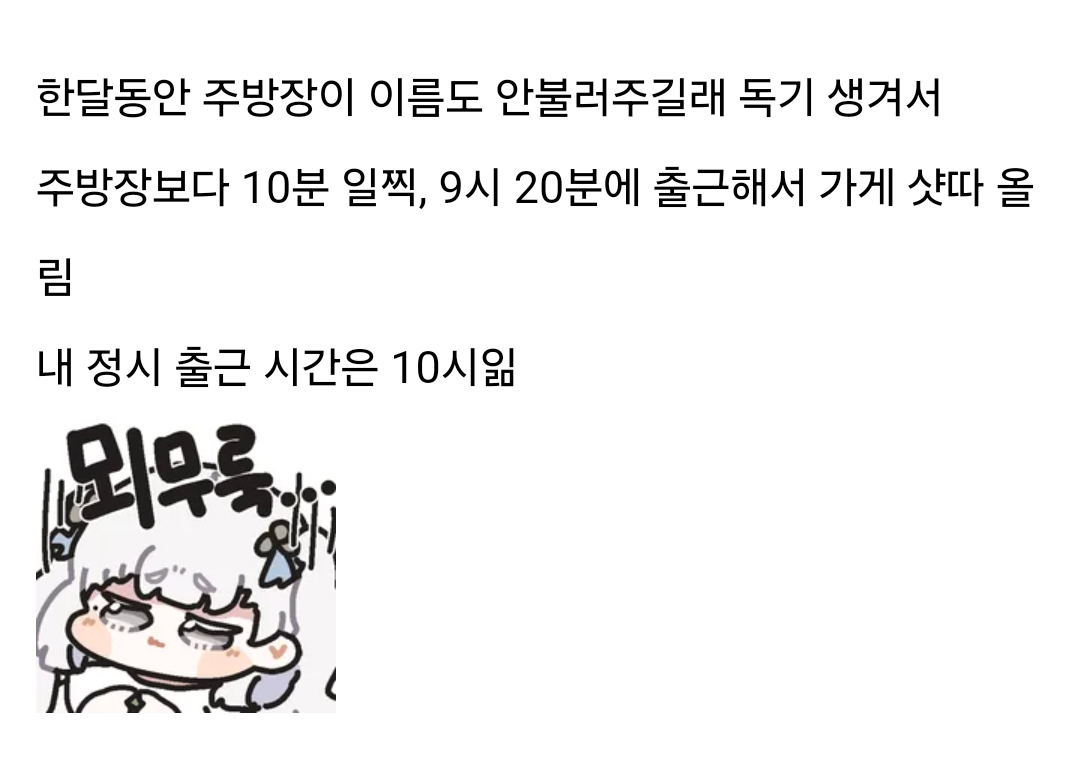 한달동안 주방장이 이름도 안불러주길래 독기 생겨서
주방장보다 10분 일찍, 9시 20분에 출근해서 가게 샷따 올
림
내 정시 출근 시간은 10시읾
뫼무룩...